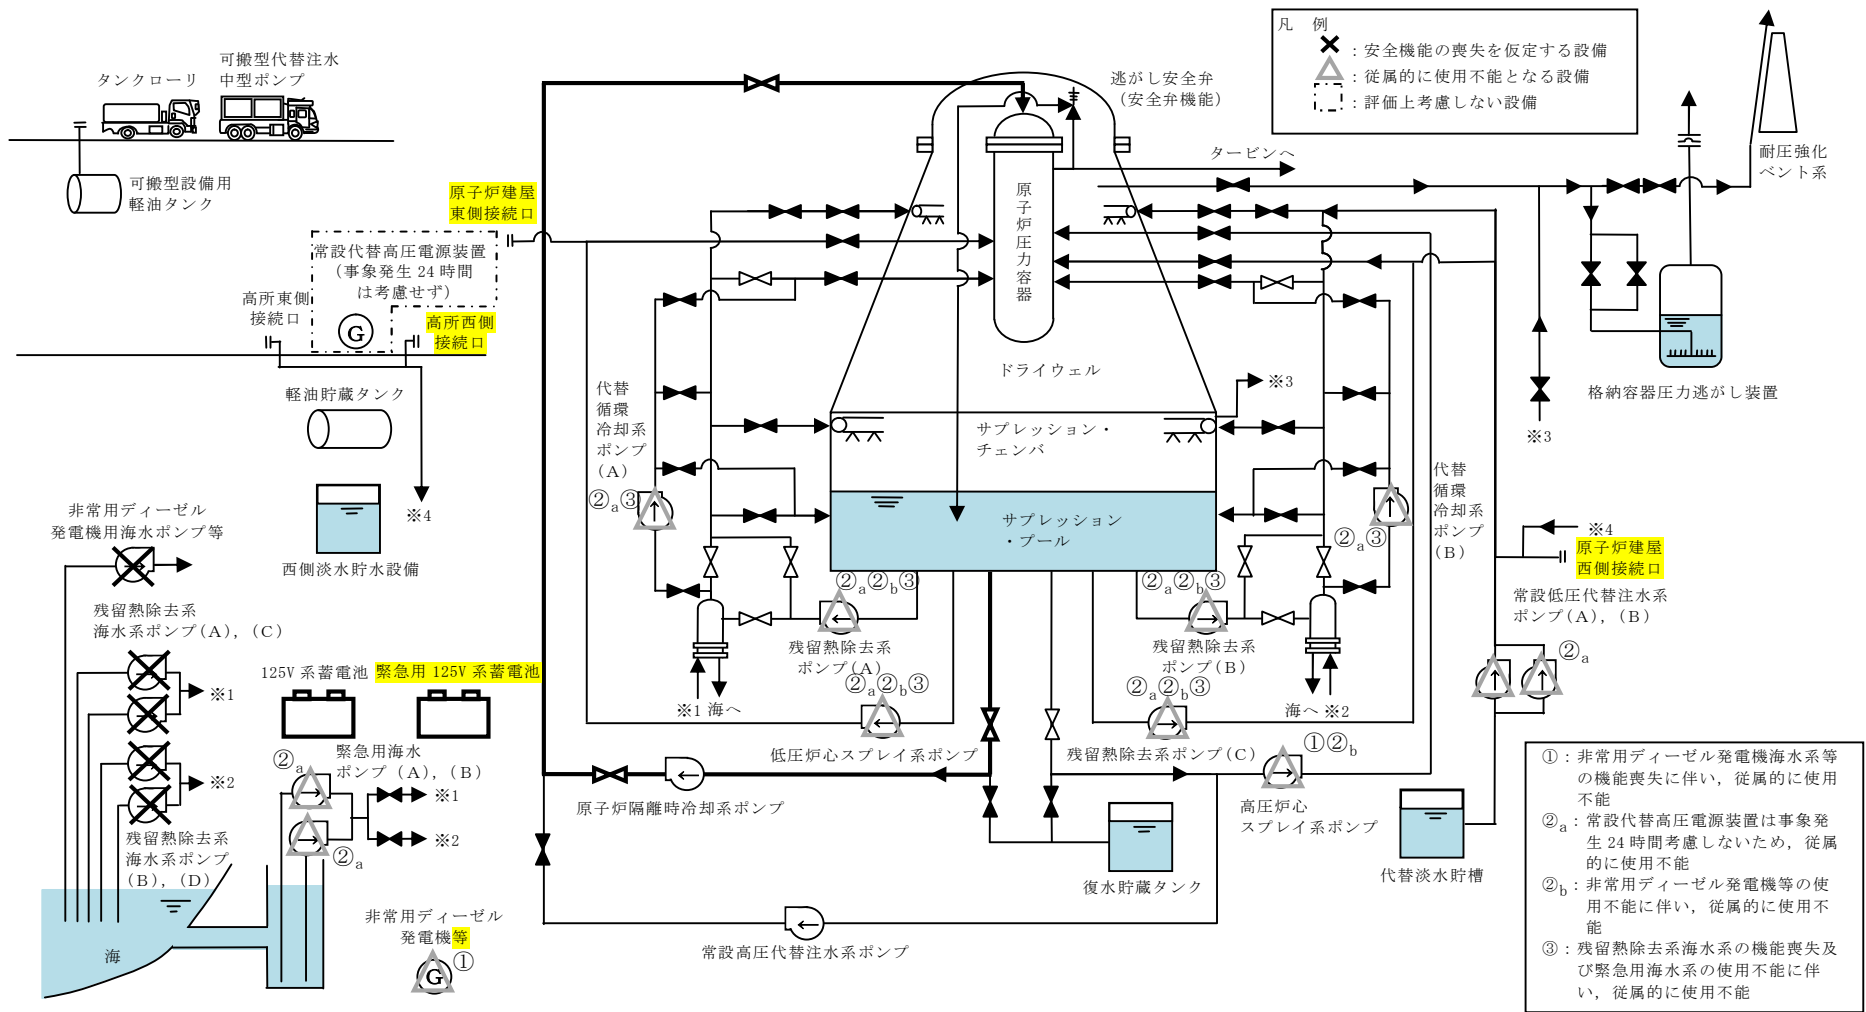 凡 例
：安全機能の喪失を仮定する設備
：従属的に使用不能となる設備
：評価上考慮しない設備
タンクローリ
可搬型代替注水
中型ポンプ
可搬型設備用
軽油タンク
原子炉建屋
東側接続口
常設代替高圧電源装置
（事象発生 24 時間
は考慮せず）
高所東側
接続口
G
高所西側
接続口
軽油貯蔵タンク
※4
西側淡水貯水設備
逃がし安全弁
（安全弁機能）
タービンへ
原子炉圧力容器
ドライウェル
※3
サプレッション・
チェンバ
サプレッション
・プール
耐圧強化
ベント系
格納容器圧力逃がし装置
※3
代替
循環
冷却系
ポンプ
(A)
②a③
代替
循環
冷却系
ポンプ
(B)
②a③
※4
原子炉建屋
西側接続口
常設低圧代替注水系
ポンプ(A)，(B)
②a
非常用ディーゼル
発電機用海水ポンプ等
残留熱除去系
海水系ポンプ(A)，(C)
※1
※2
残留熱除去系
海水系ポンプ
(B)，(D)
海
125V 系蓄電池
緊急用 125V 系蓄電池
②a
緊急用海水
ポンプ (A)，(B)
※1
※2
②a
非常用ディーゼル
発電機等
①
G
②a②b③
残留熱除去系
ポンプ(A)
※1 海へ
②a②b③
低圧炉心スプレイ系ポンプ
②a②b③
残留熱除去系
ポンプ(B)
海へ ※2
②a②b③
残留熱除去系ポンプ(C)
①②b
高圧炉心
スプレイ系ポンプ
原子炉隔離時冷却系ポンプ
復水貯蔵タンク
常設高圧代替注水系ポンプ
代替淡水貯槽
①：非常用ディーゼル発電機海水系等
の機能喪失に伴い，従属的に使用
不能
②a：常設代替高圧電源装置は事象発
生 24 時間考慮しないため，従属
的に使用不能
②b：非常用ディーゼル発電機等の使
用不能に伴い，従属的に使用不
能
③：残留熱除去系海水系の機能喪失及
び緊急用海水系の使用不能に伴
い，従属的に使用不能